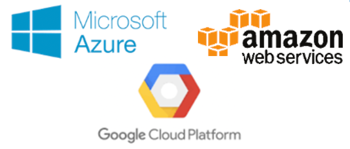 Microsoft
Azure
amazon
web services
Google Cloud Platform